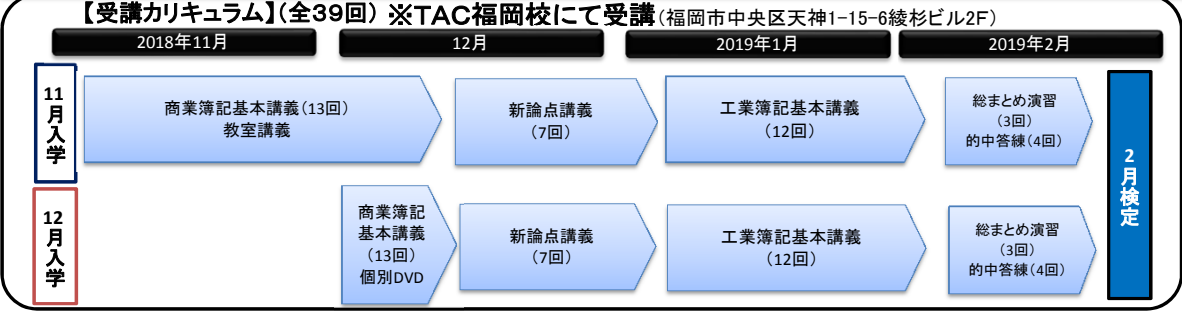 【受講カリキュラム】(全39回) ※TAC福岡校にて受講(福岡市中央区天神1-15-6綾杉ビル2F)
2018年11月
12月
2019年1月
2019年2月
11月入学
商業簿記基本講義(13回)
教室講義
新論点講義
(7回)
工業簿記基本講義
(12回)
総まとめ演習
(3回)
的中答練(4回)
12月入学
商業簿記
基本講義
(13回)
個別DVD
新論点講義
(7回)
工業簿記基本講義
(12回)
総まとめ演習
(3回)
的中答練(4回)
2月検定